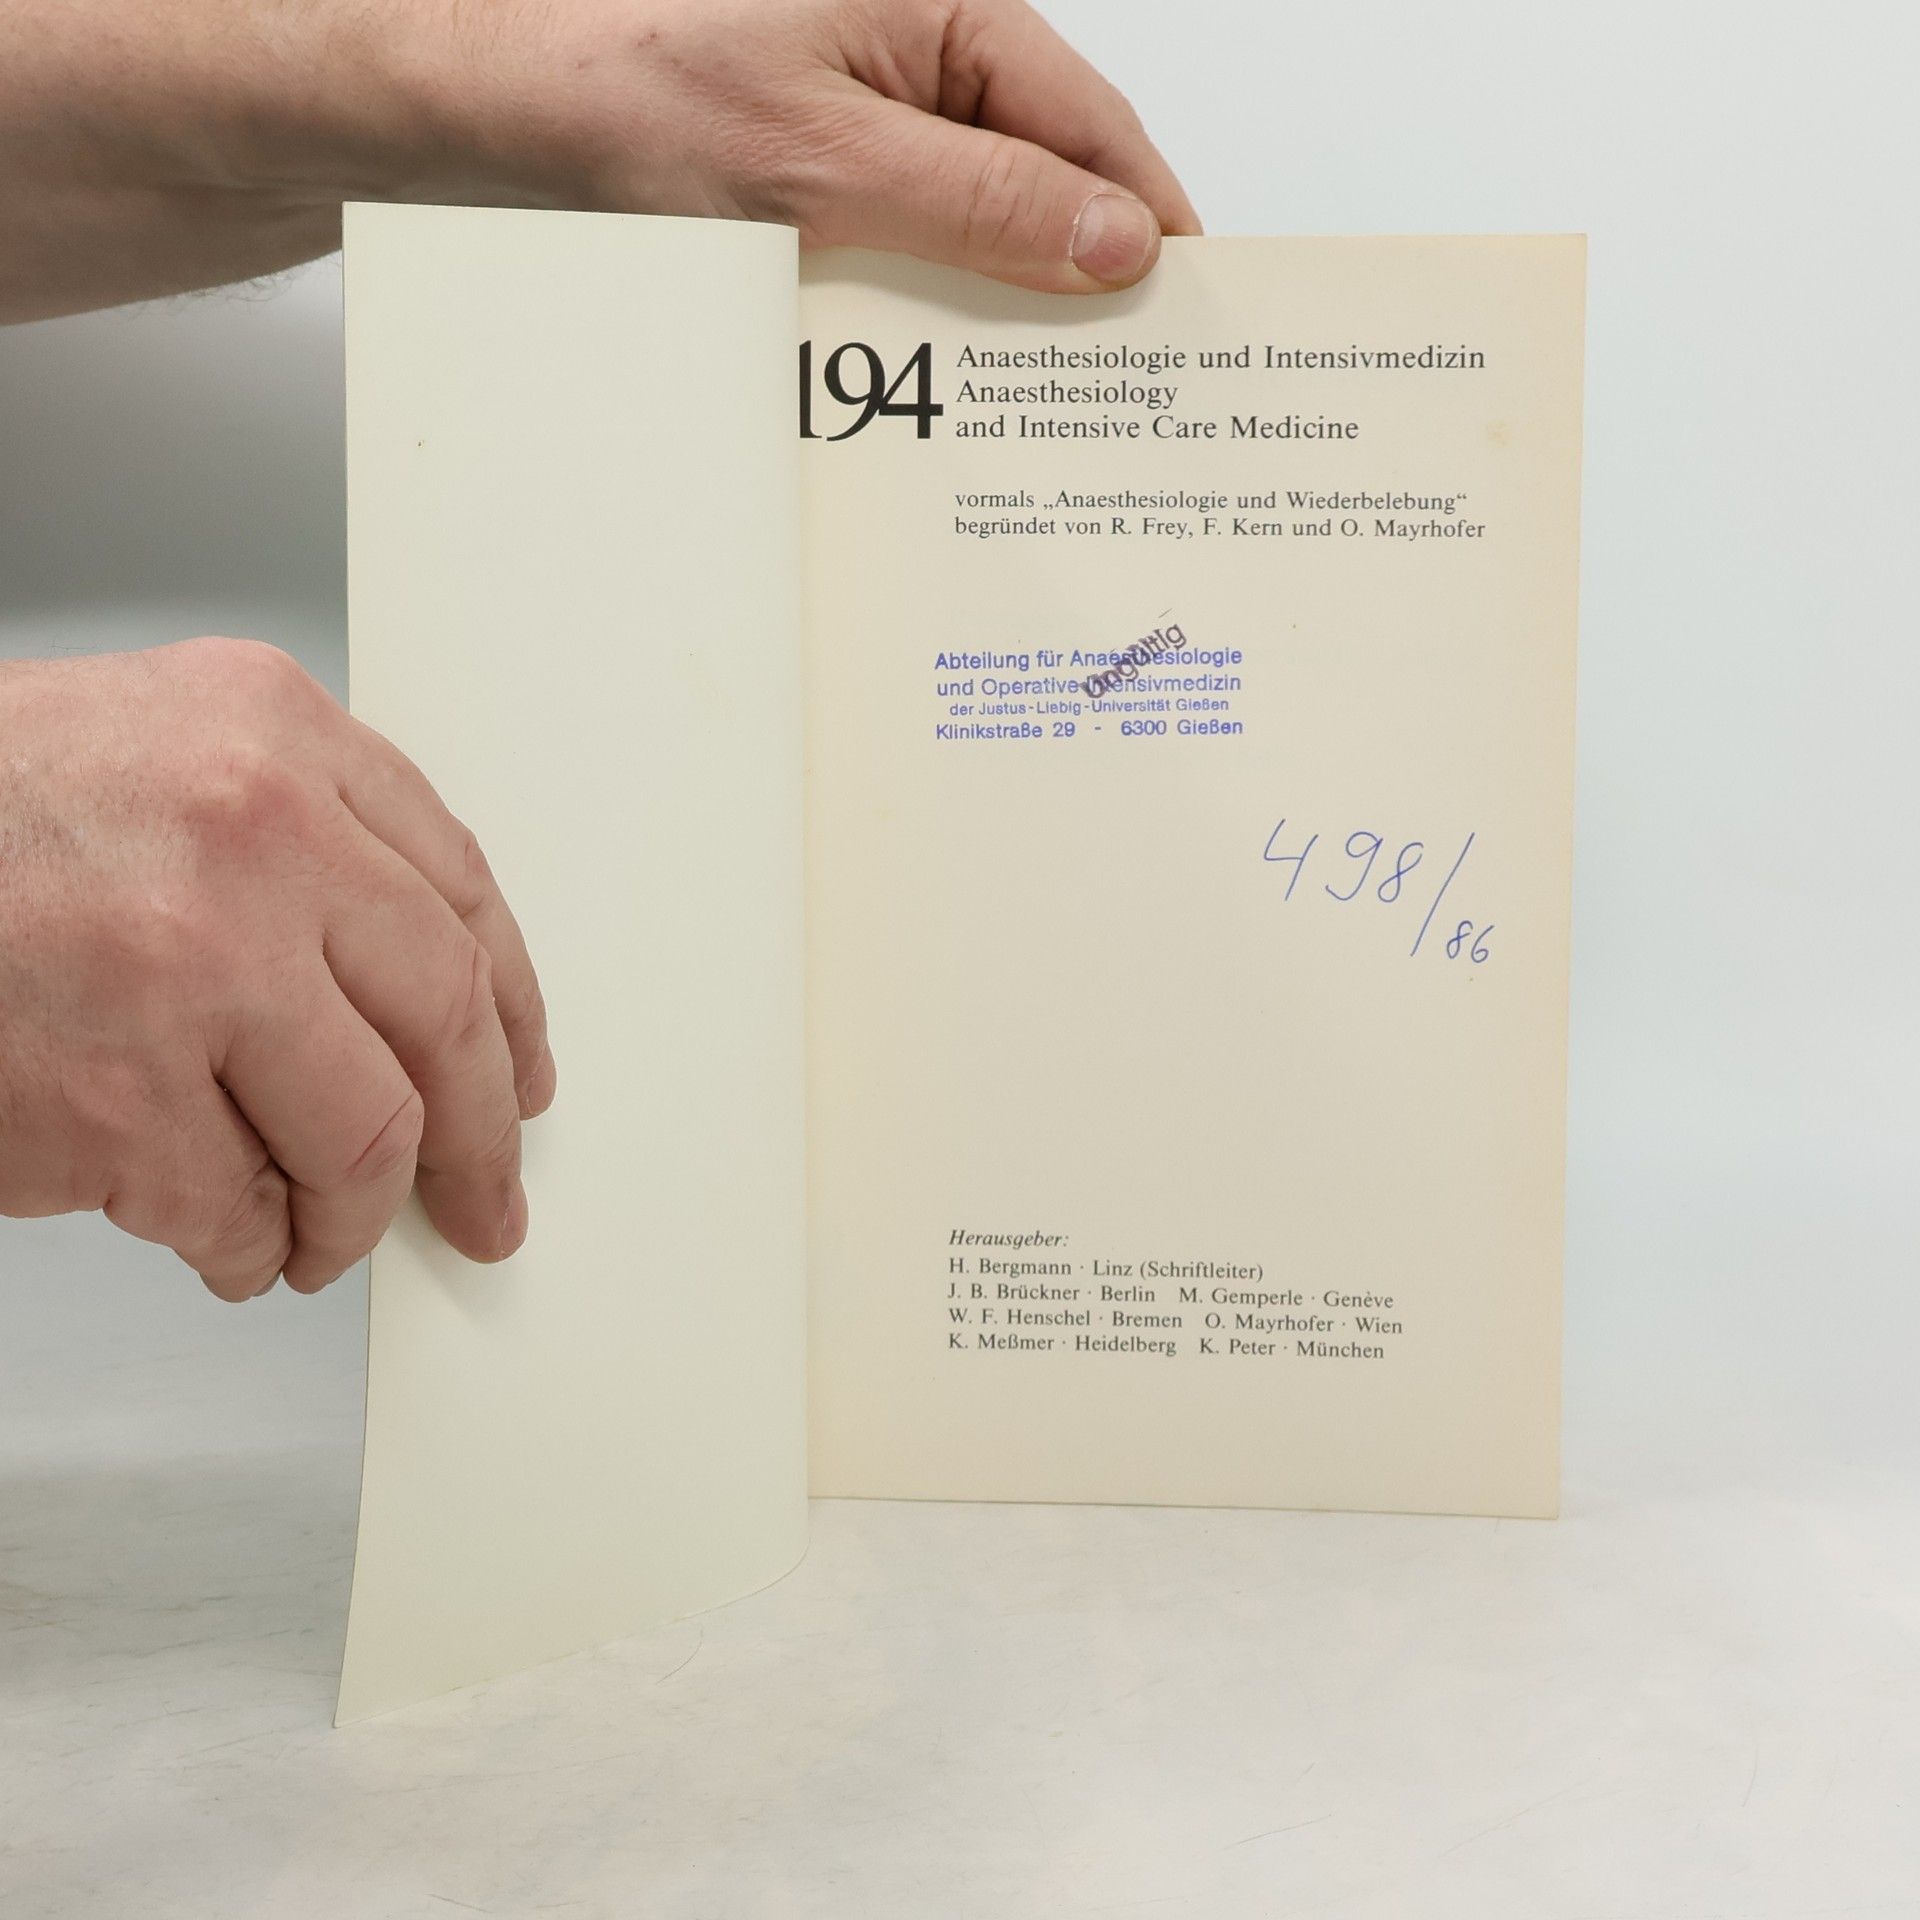 194 Anaesthesiologie und Intensivmedizin
Anaesthesiology
and Intensive Care Medicine
vormals „Anaesthesiologie und Wiederbelebung“
begründet von R. Frey, F. Kern und O. Mayrhofer
Ungültig
Abteilung für Anaesthesiologie
und Operative Intensivmedizin
der Justus-Liebig-Universität Gießen
Klinikstraße 29 - 6300 Gießen
498/86
Herausgeber:
H. Bergmann · Linz (Schriftleiter)
J. B. Brückner · Berlin M. Gemperle · Genève
W. F. Henschel · Bremen O. Mayrhofer · Wien
K. Meßmer · Heidelberg K. Peter · München